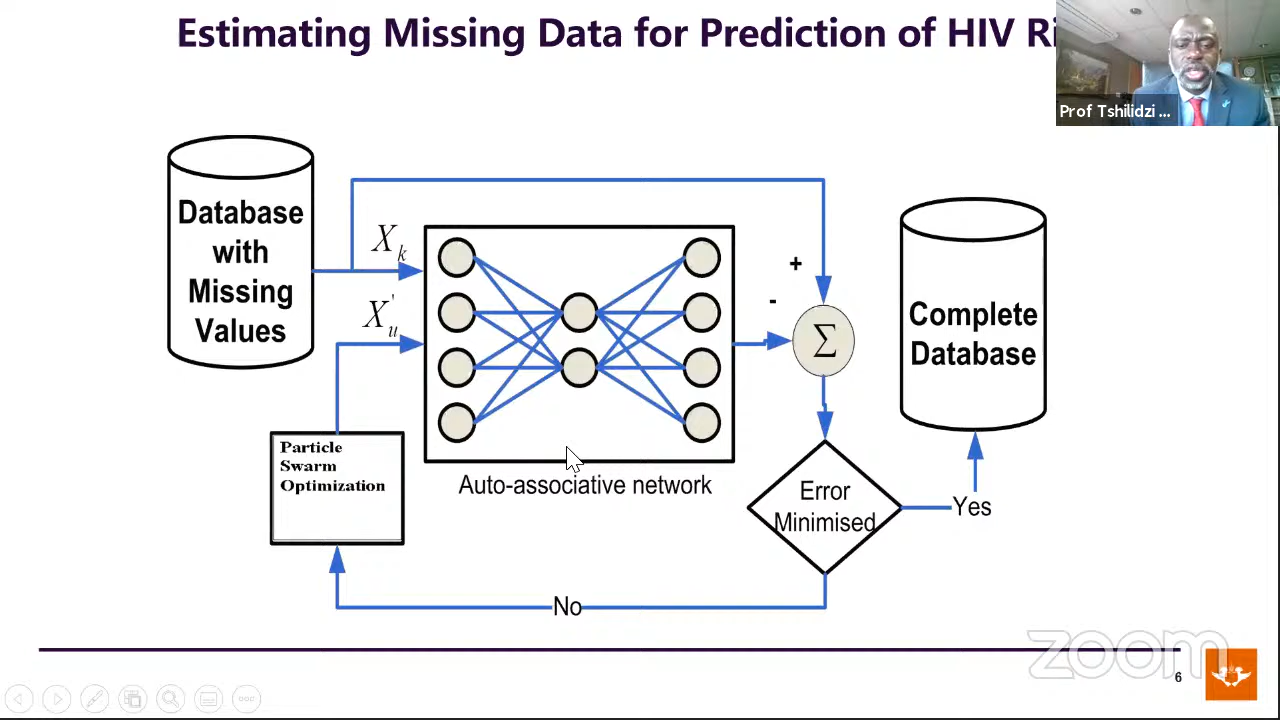 Estimating Missing Data for Prediction of HIV Ri
Prof Tshilidzi ...
Database
with
Missing
Values
X_k
X'_u
+
-
Σ
Complete
Database
Particle
Swarm
Optimization
Auto-associative network
Error
Minimised
Yes
No
zoom
6